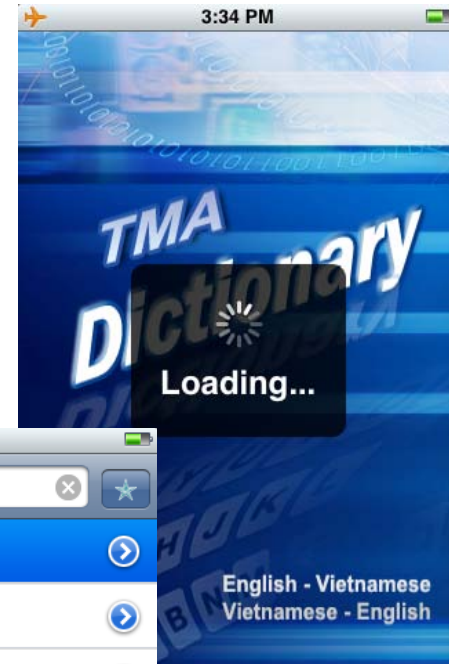 3:34 PM
TMA
Dictionary
Loading...
English - Vietnamese
Vietnamese - English